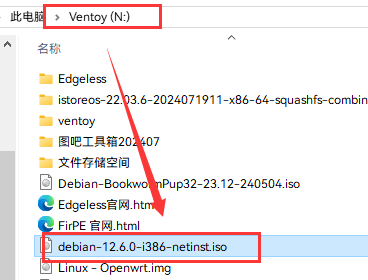 此电脑 > Ventoy (N:) >
名称
Edgeless
istoreos-22.03.6-2024071911-x86-64-squashfs-combin
ventoy
图吧工具箱202407
文件存储空间
Debian-BookwormPup32-23.12-240504.iso
Edgeless官网.html
FirPE 官网.html
debian-12.6.0-i386-netinst.iso
Linux - Openwrt.img